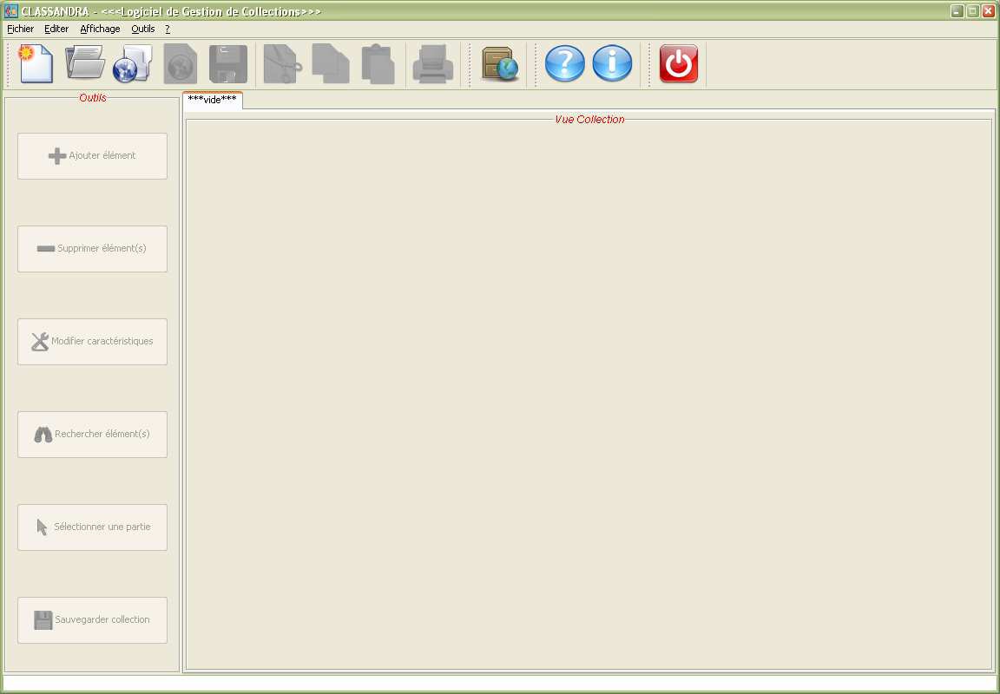 CLASSANDRA - <<<Logiciel de Gestion de Collections>>>
Fichier Editer Affichage Outils ?
Outils
***vide***
Vue Collection
Ajouter élément
Supprimer élément(s)
Modifier caractéristiques
Rechercher élément(s)
Sélectionner une partie
Sauvegarder collection